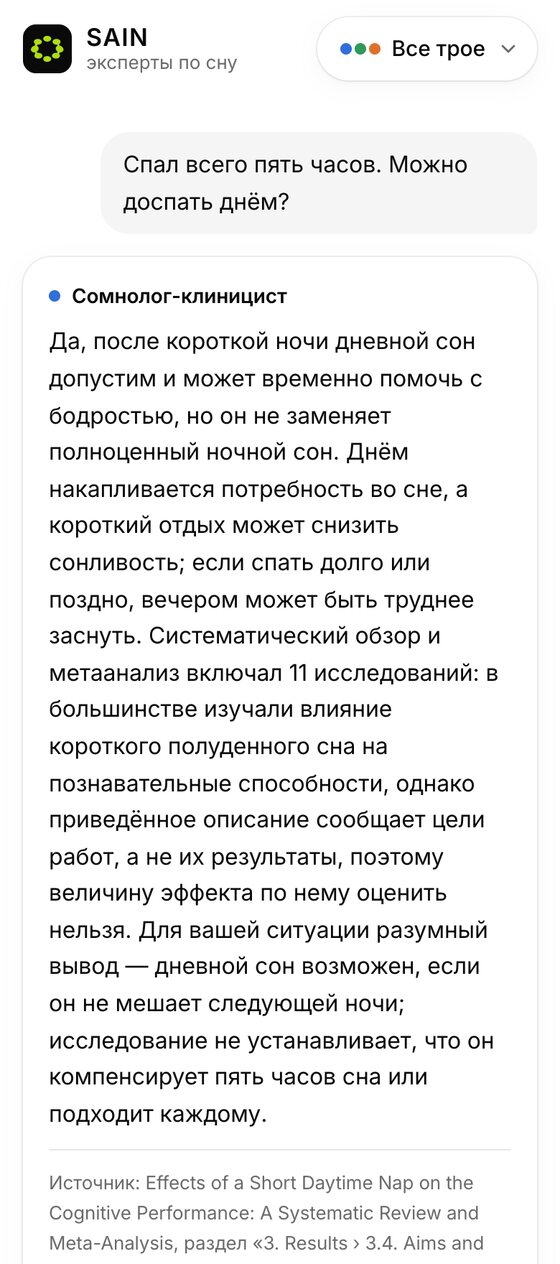 SAIN
эксперты по сну
Все трое
Спал всего пять часов. Можно
доспать днём?
Сомнолог-клиницист
Да, после короткой ночи дневной сон
допустим и может временно помочь с
бодростью, но он не заменяет
полноценный ночной сон. Днём
накапливается потребность во сне, а
короткий отдых может снизить
сонливость; если спать долго или
поздно, вечером может быть труднее
заснуть. Систематический обзор и
метаанализ включал 11 исследований: в
большинстве изучали влияние
короткого полуденного сна на
познавательные способности, однако
приведённое описание сообщает цели
работ, а не их результаты, поэтому
величину эффекта по нему оценить
нельзя. Для вашей ситуации разумный
вывод — дневной сон возможен, если
он не мешает следующей ночи;
исследование не устанавливает, что он
компенсирует пять часов сна или
подходит каждому.
Источник: Effects of a Short Daytime Nap on the
Cognitive Performance: A Systematic Review and
Meta-Analysis, раздел «3. Results › 3.4. Aims and